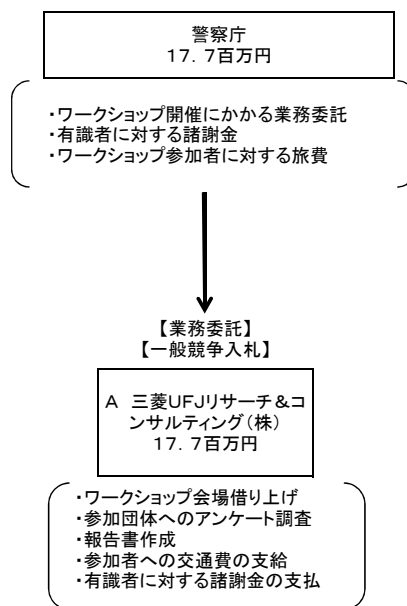 警察庁
17.7百万円
・ワークショップ開催にかかる業務委託
・有識者に対する諸謝金
・ワークショップ参加者に対する旅費
【業務委託】
【一般競争入札】
A 三菱UFJリサーチ&コ
ンサルティング(株)
17.7百万円
・ワークショップ会場借り上げ
・参加団体へのアンケート調査
・報告書作成
・参加者への交通費の支給
・有識者に対する諸謝金の支払